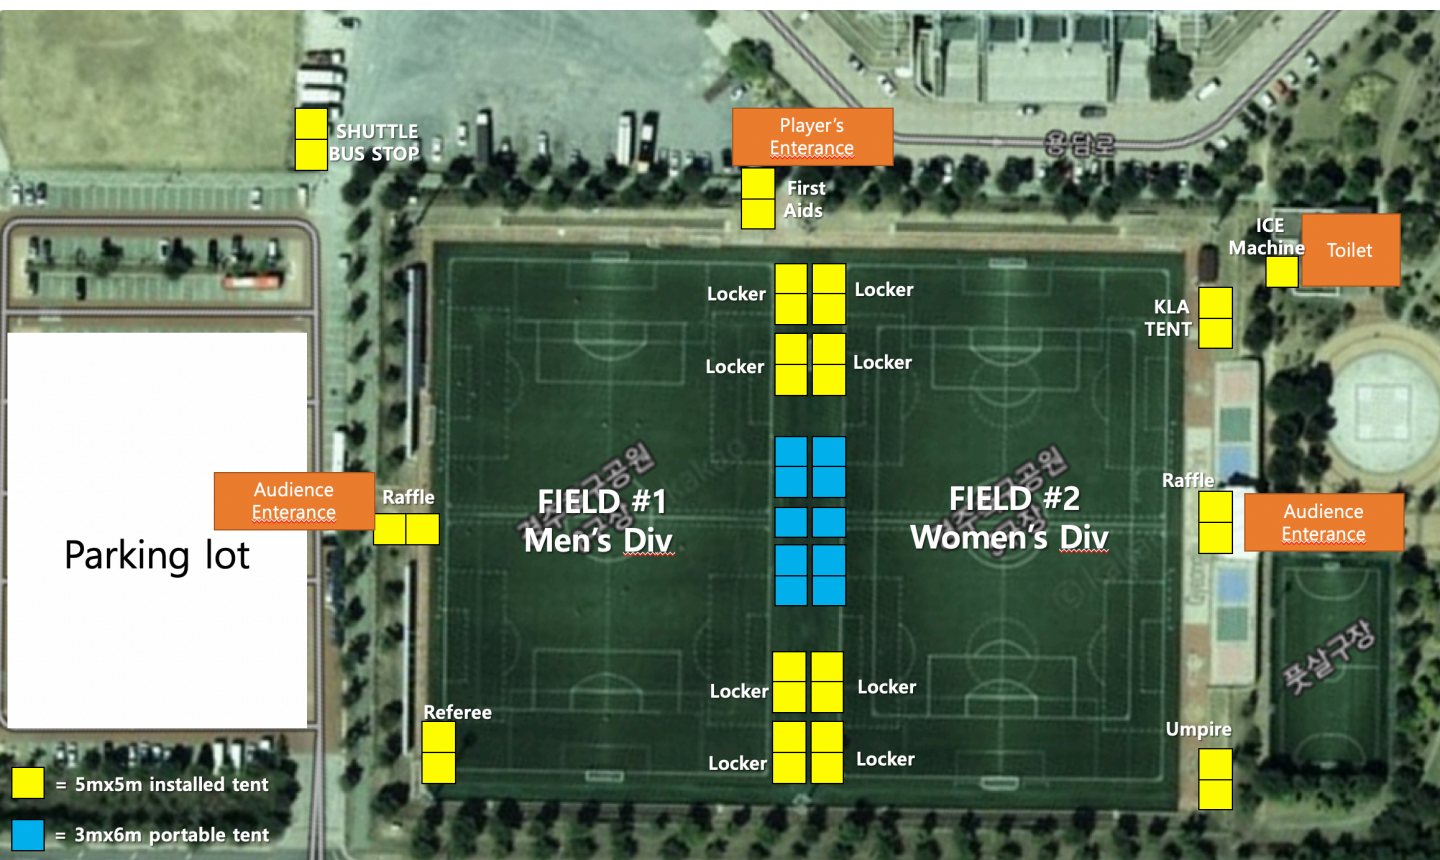 Player's
Enterance
SHUTTLE
BUS STOP
용담로
First
Aids
ICE
Machine
Toilet
Locker
Locker
KLA
TENT
Locker
Locker
Audience
Enterance
Raffle
FIELD #1
Men's Div
FIELD #2
Women's Div
Raffle
Audience
Enterance
Parking lot
풋살구장
Locker
Locker
Referee
Umpire
Locker
Locker
= 5mx5m installed tent
= 3mx6m portable tent